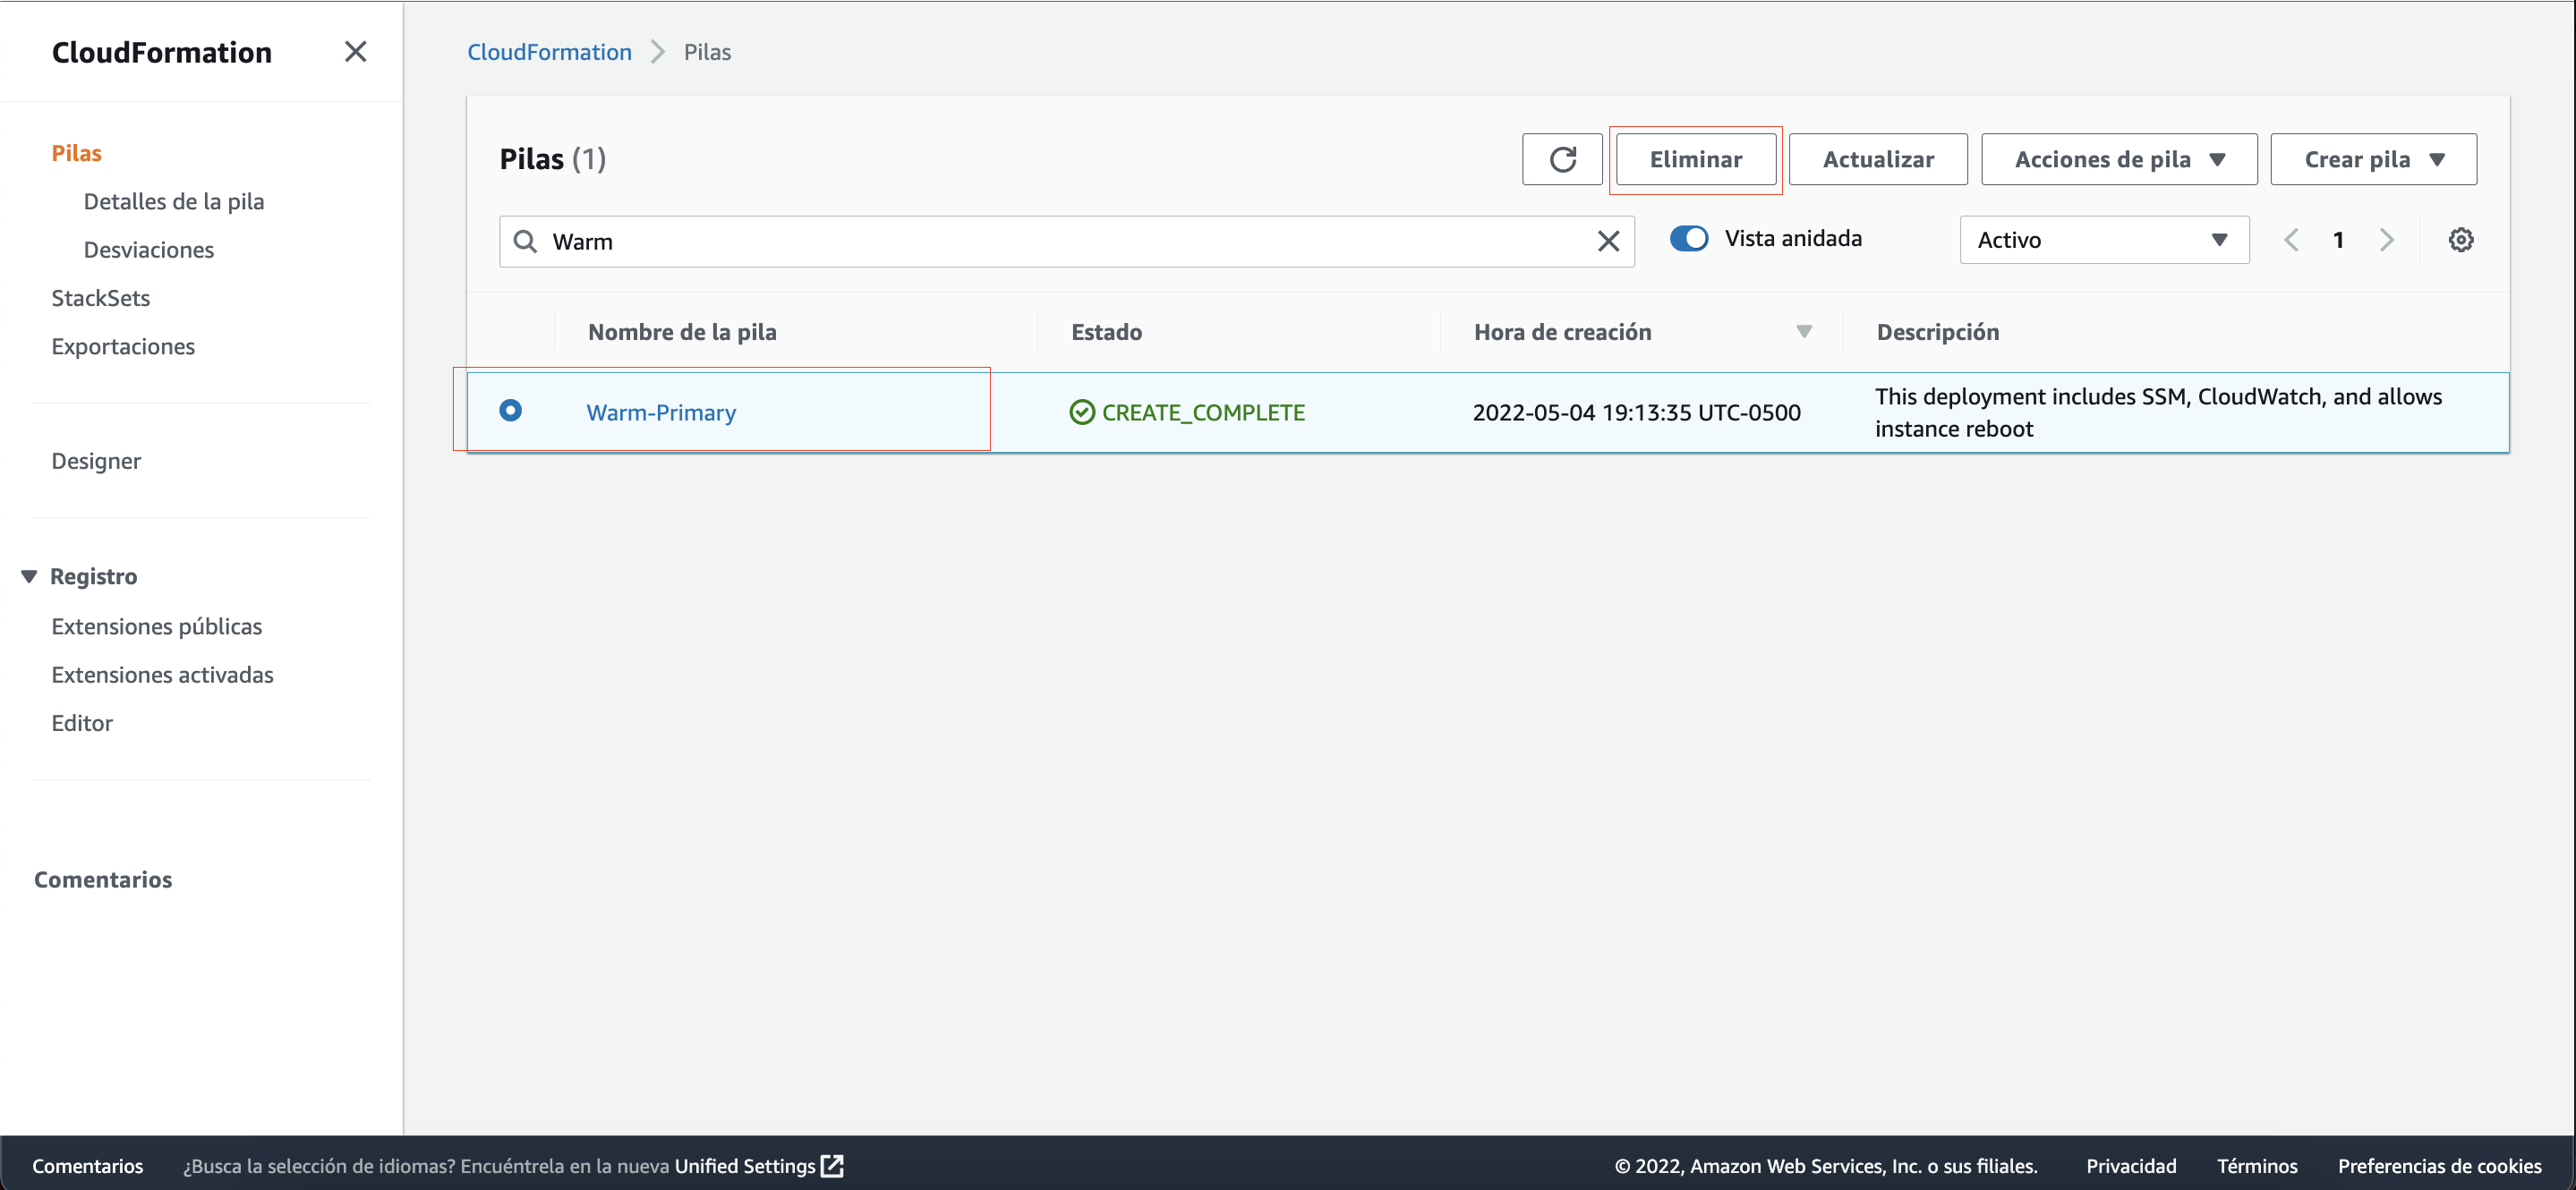 CloudFormation
Pilas
Detalles de la pila
Desviaciones
StackSets
Exportaciones
Designer
Registro
Extensiones públicas
Extensiones activadas
Editor
Comentarios
CloudFormation Pilas
Pilas (1)
Eliminar
Actualizar
Acciones de pila
Crear pila
Warm
Vista anidada
Activo
1
Nombre de la pila Estado Hora de creación Descripción
Warm-Primary CREATE_COMPLETE 2022-05-04 19:13:35 UTC-0500 This deployment includes SSM, CloudWatch, and allows
instance reboot
Comentarios ¿Busca la selección de idiomas? Encuéntrela en la nueva Unified Settings © 2022, Amazon Web Services, Inc. o sus filiales. Privacidad Términos Preferencias de cookies